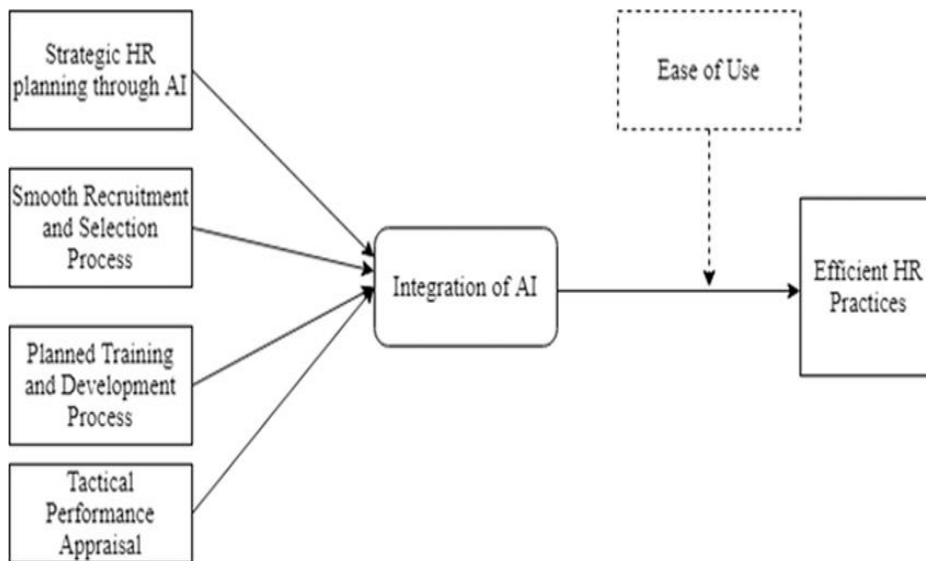 Strategic HR
planning through AI
Smooth Recruitment
and Selection
Process
Planned Training
and Development
Process
Tactical
Performance
Appraisal
Integration of AI
Ease of Use
Efficient HR
Practices